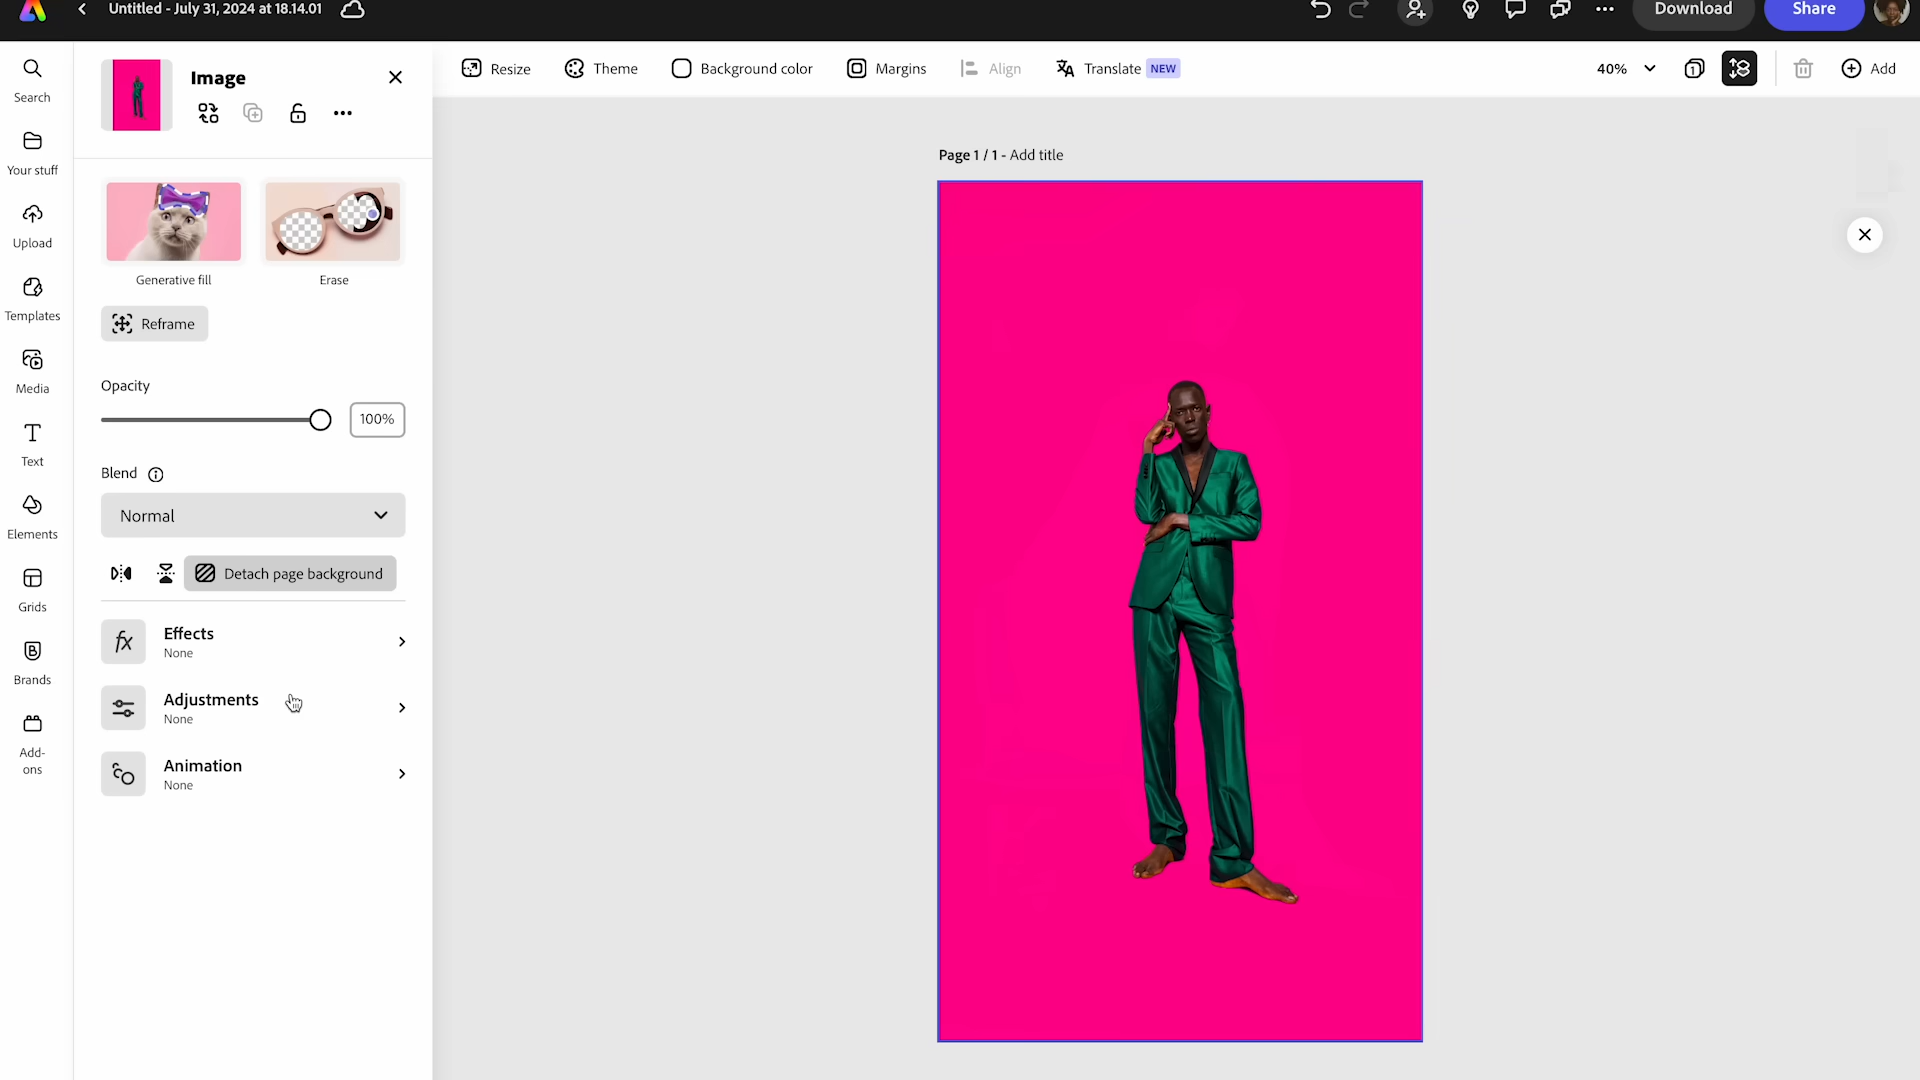 Untitled - July 31, 2024 at 18.14.01
Download
Share
Search
Your stuff
Upload
Templates
Media
Text
Elements
Grids
Brands
Add-
ons
Image
Generative fill
Erase
Reframe
Opacity
100%
Blend
Normal
Detach page background
fx
Effects
None
Adjustments
None
Animation
None
Resize
Theme
Background color
Margins
Align
Translate NEW
40%
1
Add
Page 1 / 1 - Add title